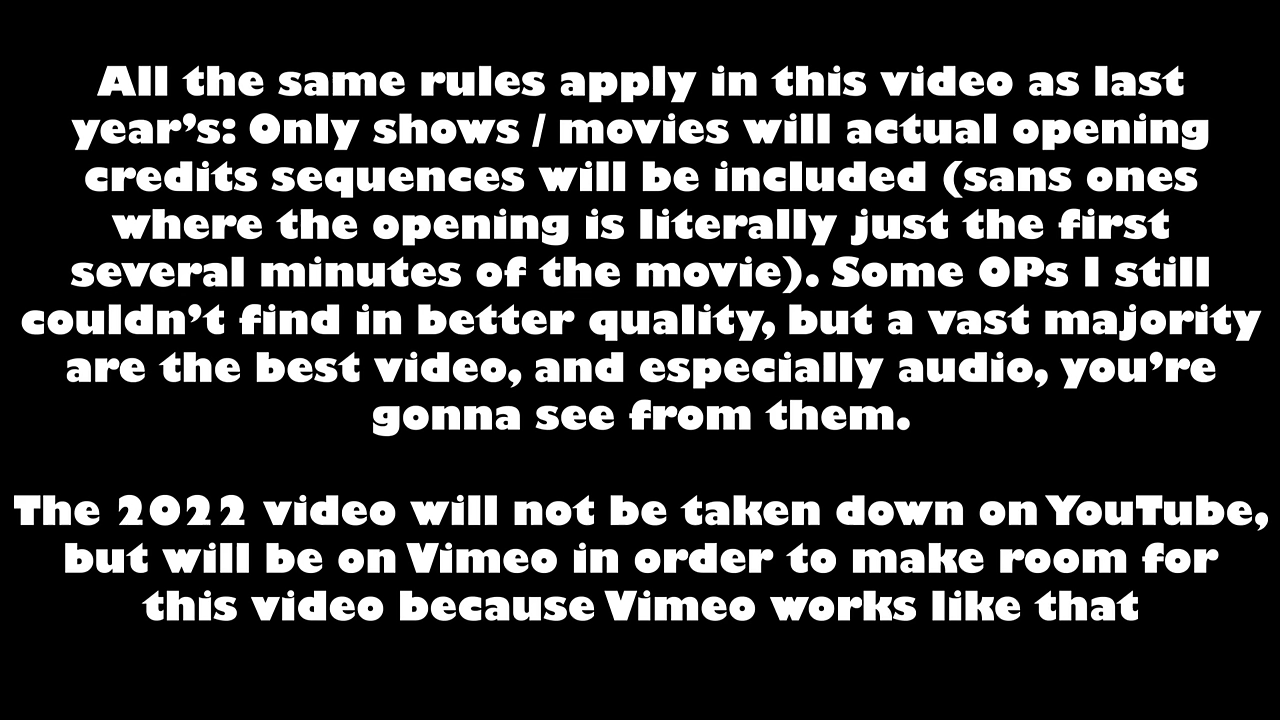 All the same rules apply in this video as last
year's: Only shows / movies will actual opening
credits sequences will be included (sans ones
where the opening is literally just the first
several minutes of the movie). Some OPs I still
couldn't find in better quality, but a vast majority
are the best video, and especially audio, you're
gonna see from them.
The 2022 video will not be taken down on YouTube,
but will be on Vimeo in order to make room for
this video because Vimeo works like that